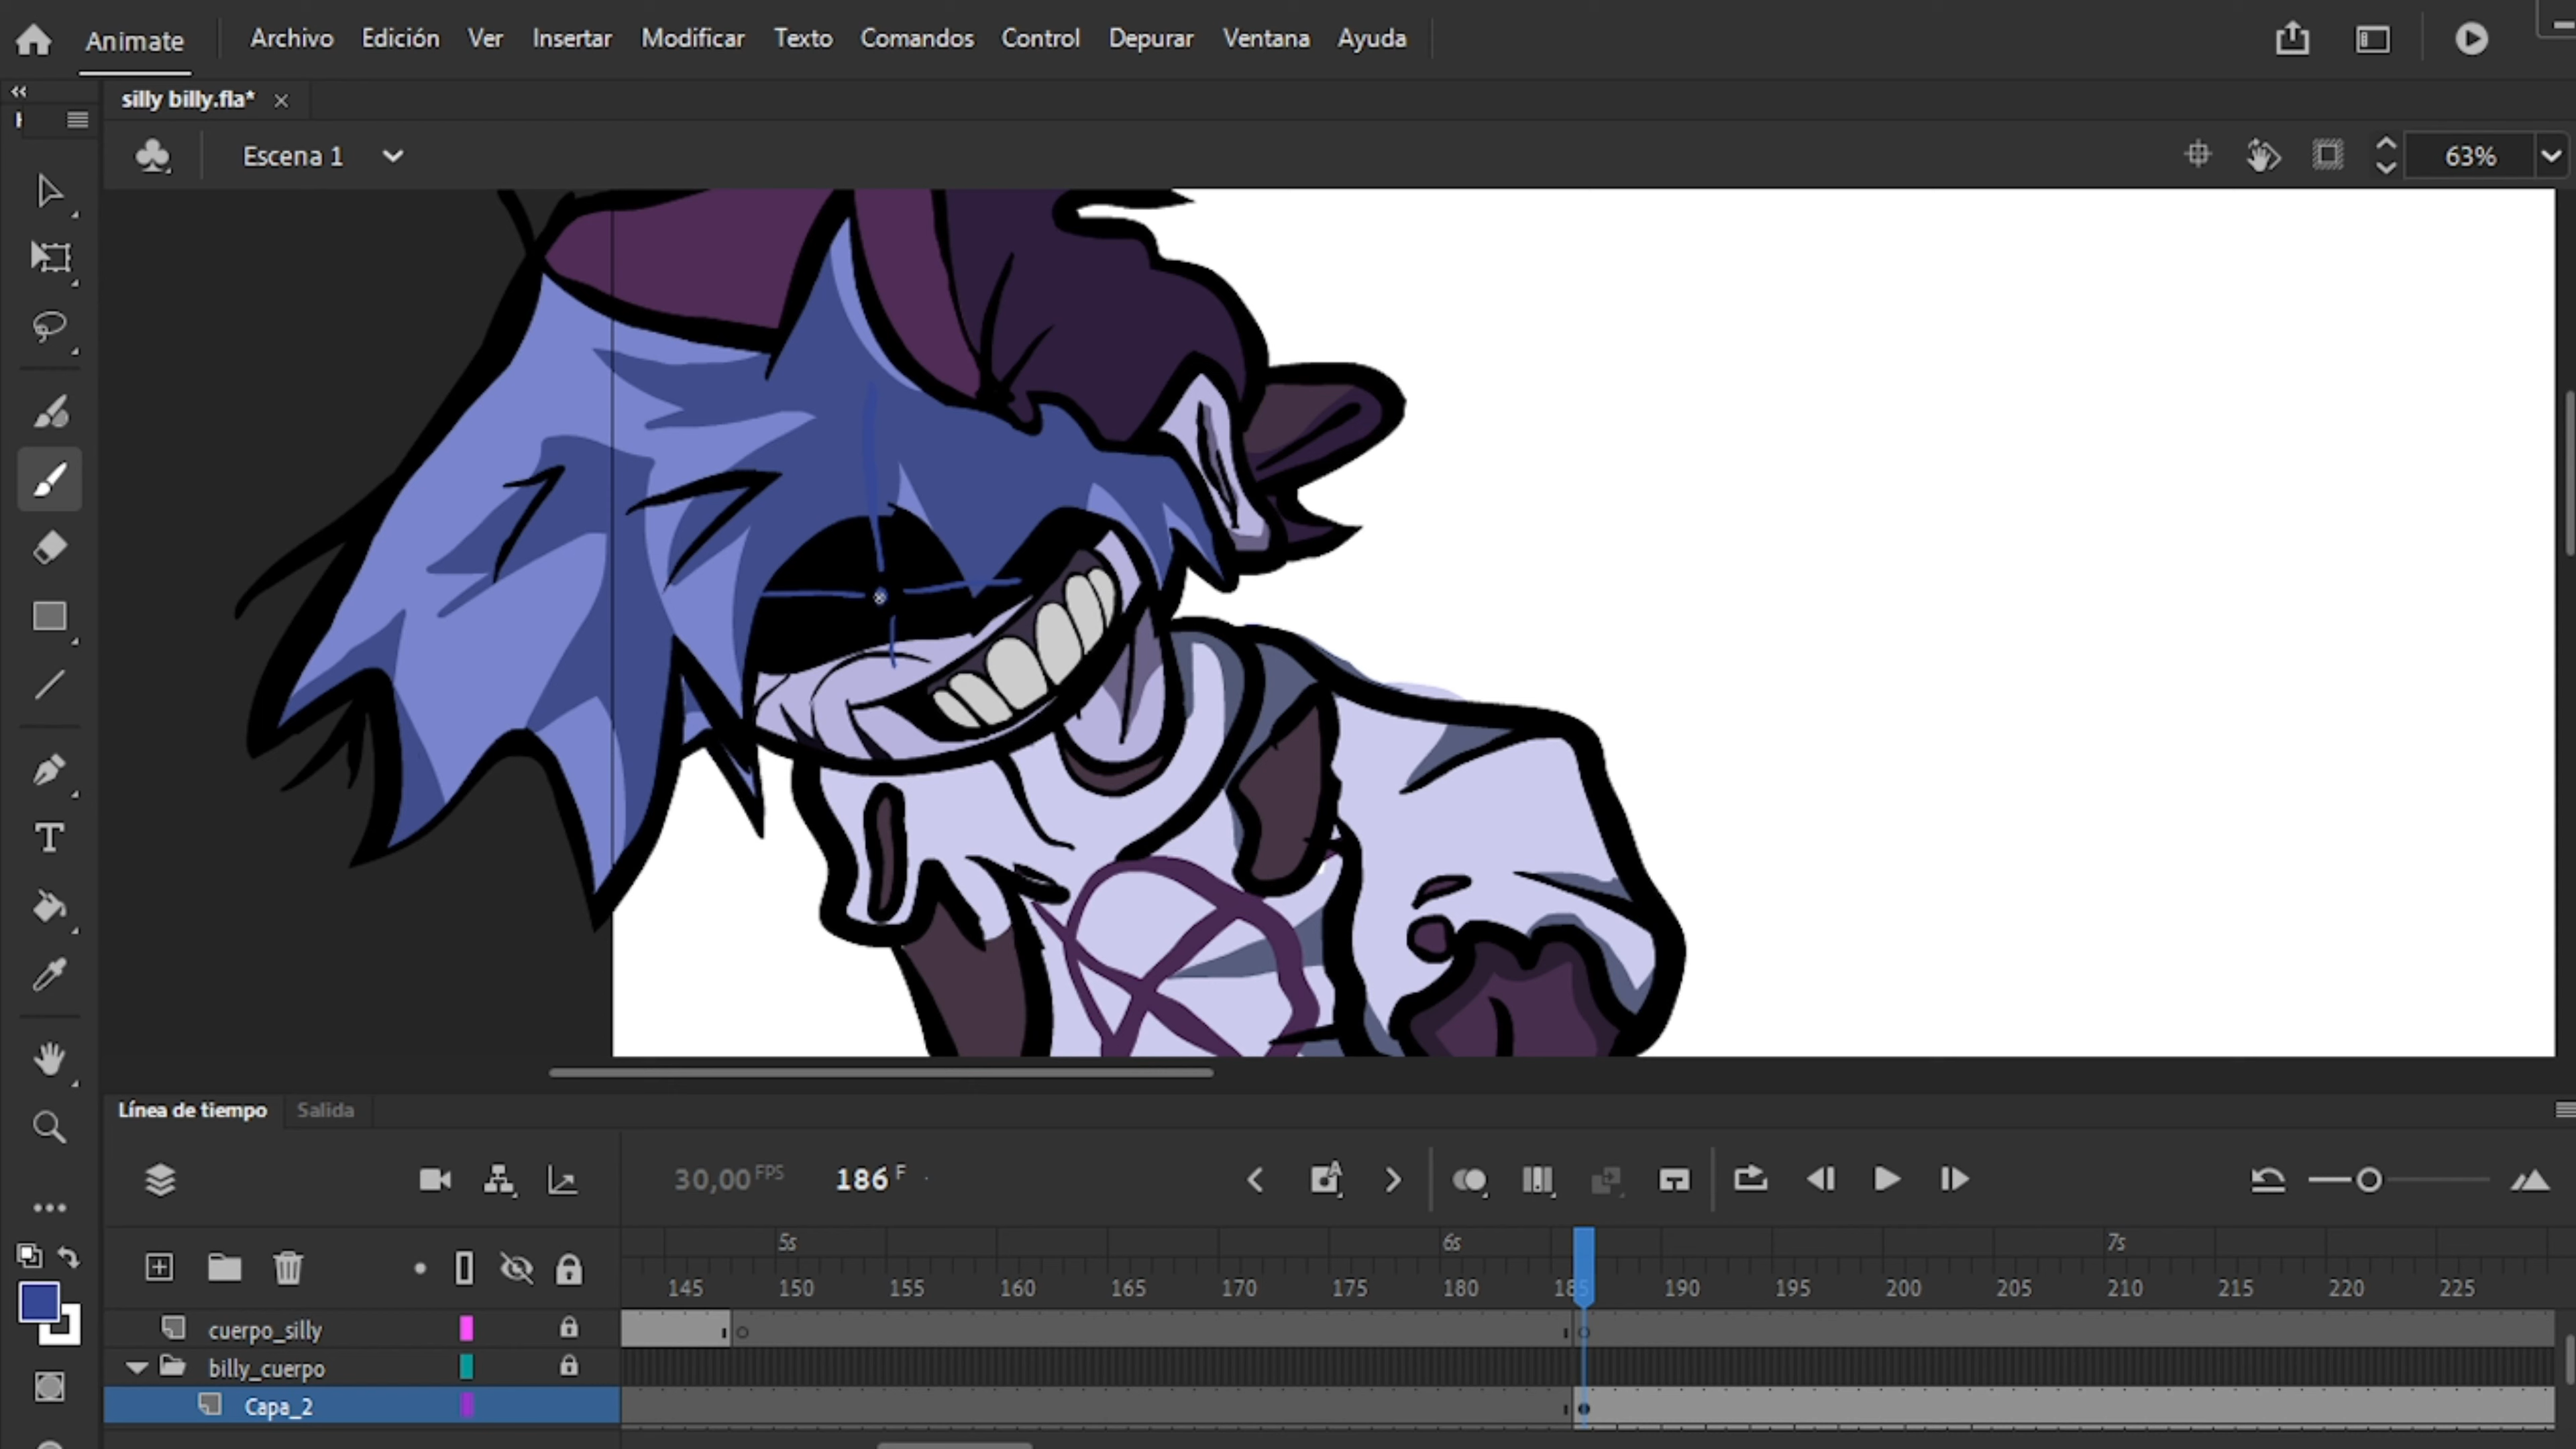 Animate Archivo Edición Ver Insertar Modificar Texto Comandos Control Depurar Ventana Ayuda
silly billy.fla*
Escena 1
63%
T
Línea de tiempo Salida
30,00 FPS 186 F
5s 6s 7s
145 150 155 160 165 170 175 180 185 190 195 200 205 210 215 220 225
cuerpo_silly
billy_cuerpo
Capa_2